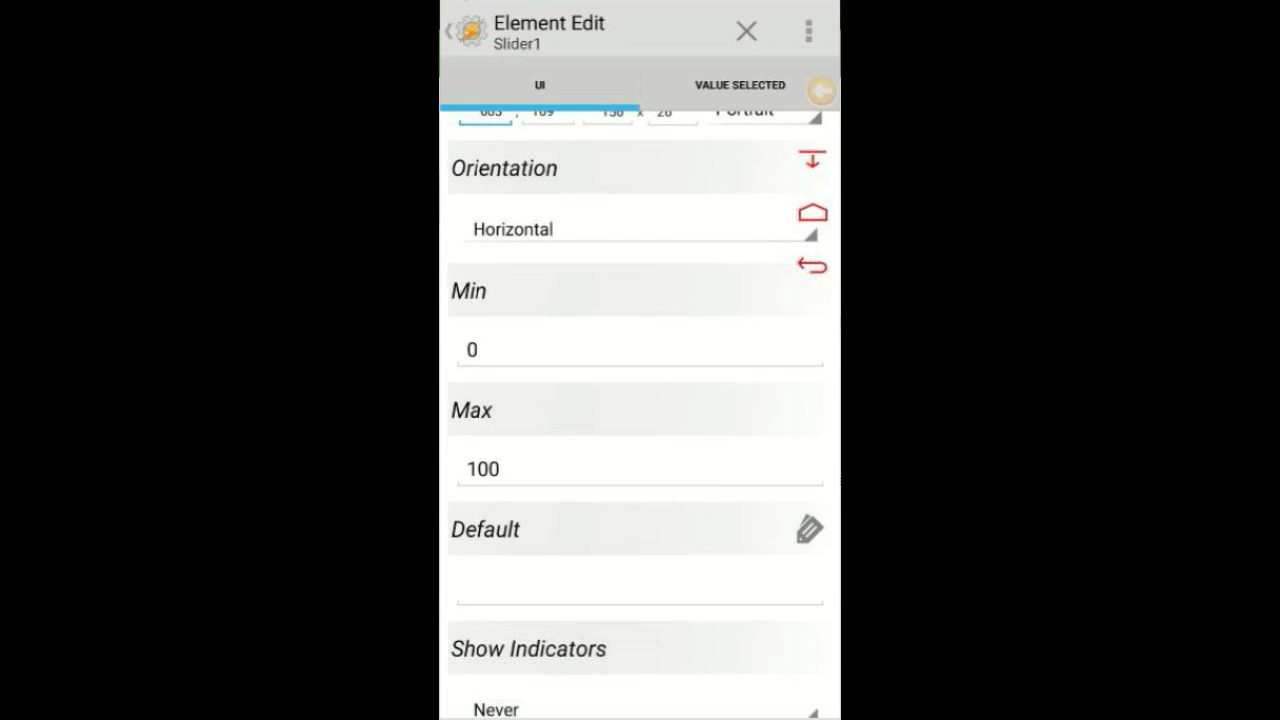 Element Edit
Slider1
UI
VALUE SELECTED
Orientation
Horizontal
Min
0
Max
100
Default
Show Indicators
Never